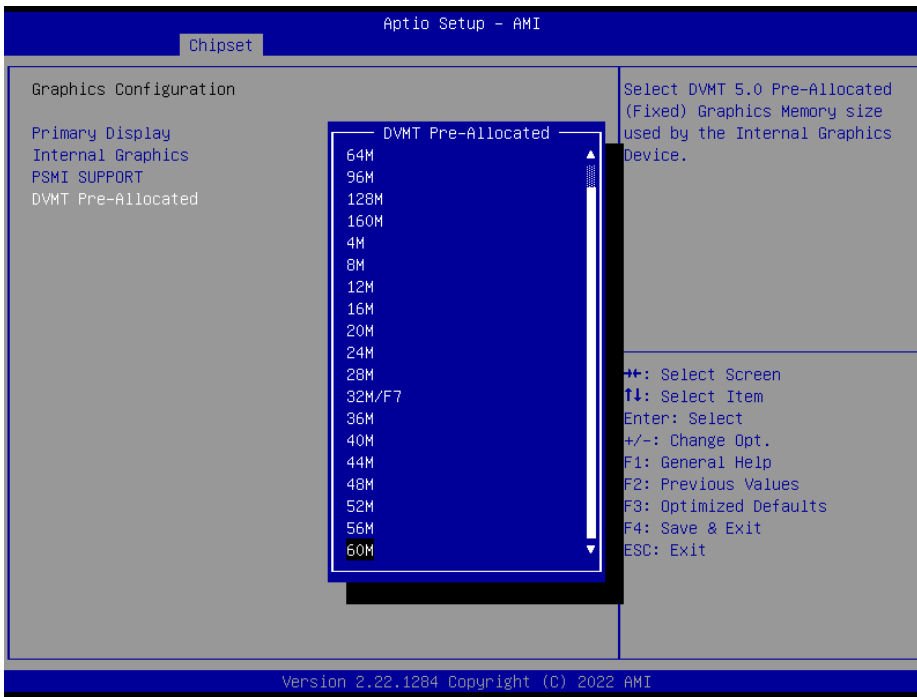 Aptio Setup – AMI
Chipset
Graphics Configuration
Primary Display
Internal Graphics
PSMI SUPPORT
DVMT Pre–Allocated
DVMT Pre–Allocated
64M
96M
128M
160M
4M
8M
12M
16M
20M
24M
28M
32M/F7
36M
40M
44M
48M
52M
56M
60M
Select DVMT 5.0 Pre–Allocated
(Fixed) Graphics Memory size
used by the Internal Graphics
Device.
→←: Select Screen
↑↓: Select Item
Enter: Select
+/–: Change Opt.
F1: General Help
F2: Previous Values
F3: Optimized Defaults
F4: Save & Exit
ESC: Exit
Version 2.22.1284 Copyright (C) 2022 AMI